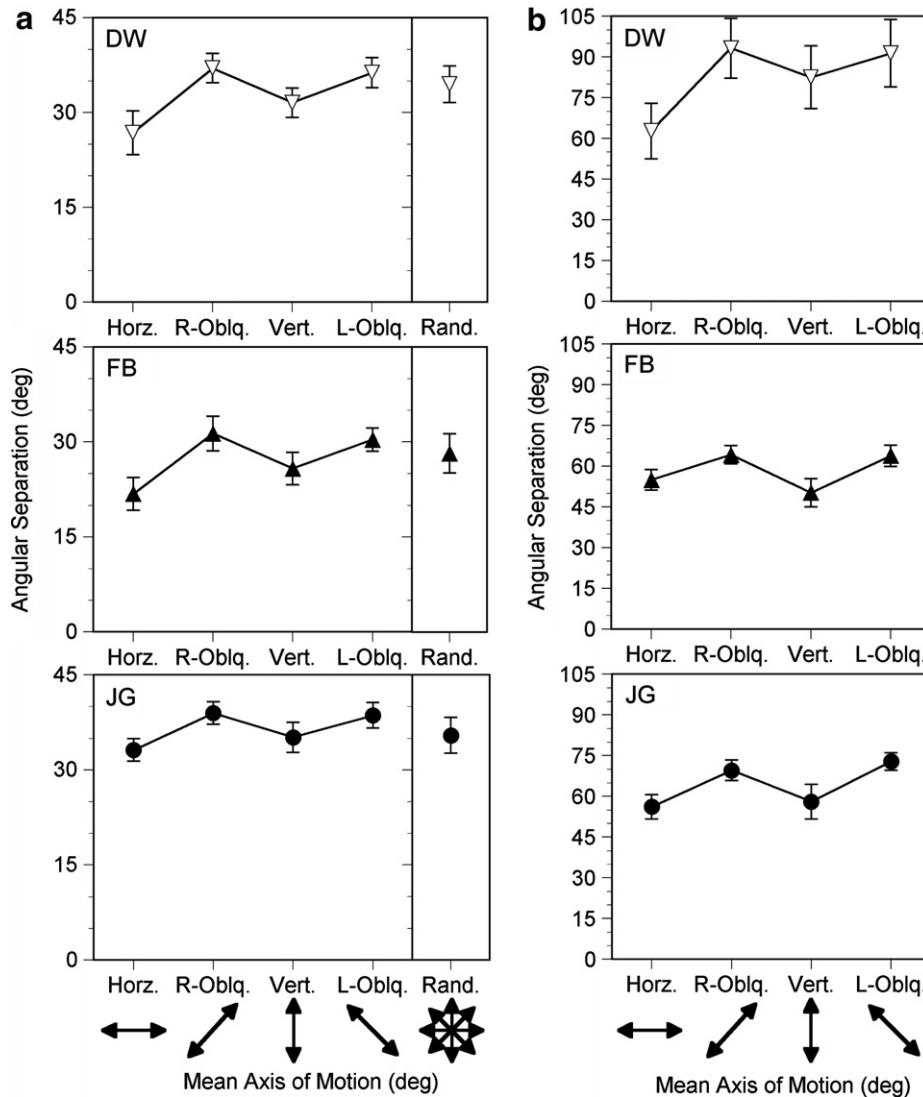 a
45
30
15
0
DW
Horz. R-Oblq. Vert. L-Oblq. Rand.
45
30
15
0
FB
Horz. R-Oblq. Vert. L-Oblq. Rand.
45
30
15
0
JG
Horz. R-Oblq. Vert. L-Oblq. Rand.
Angular Separation (deg)
Mean Axis of Motion (deg)
b
105
90
75
60
45
30
15
0
DW
Horz. R-Oblq. Vert. L-Oblq.
105
90
75
60
45
30
15
0
FB
Horz. R-Oblq. Vert. L-Oblq.
105
90
75
60
45
30
15
0
JG
Horz. R-Oblq. Vert. L-Oblq.
Angular Separation (deg)
Mean Axis of Motion (deg)